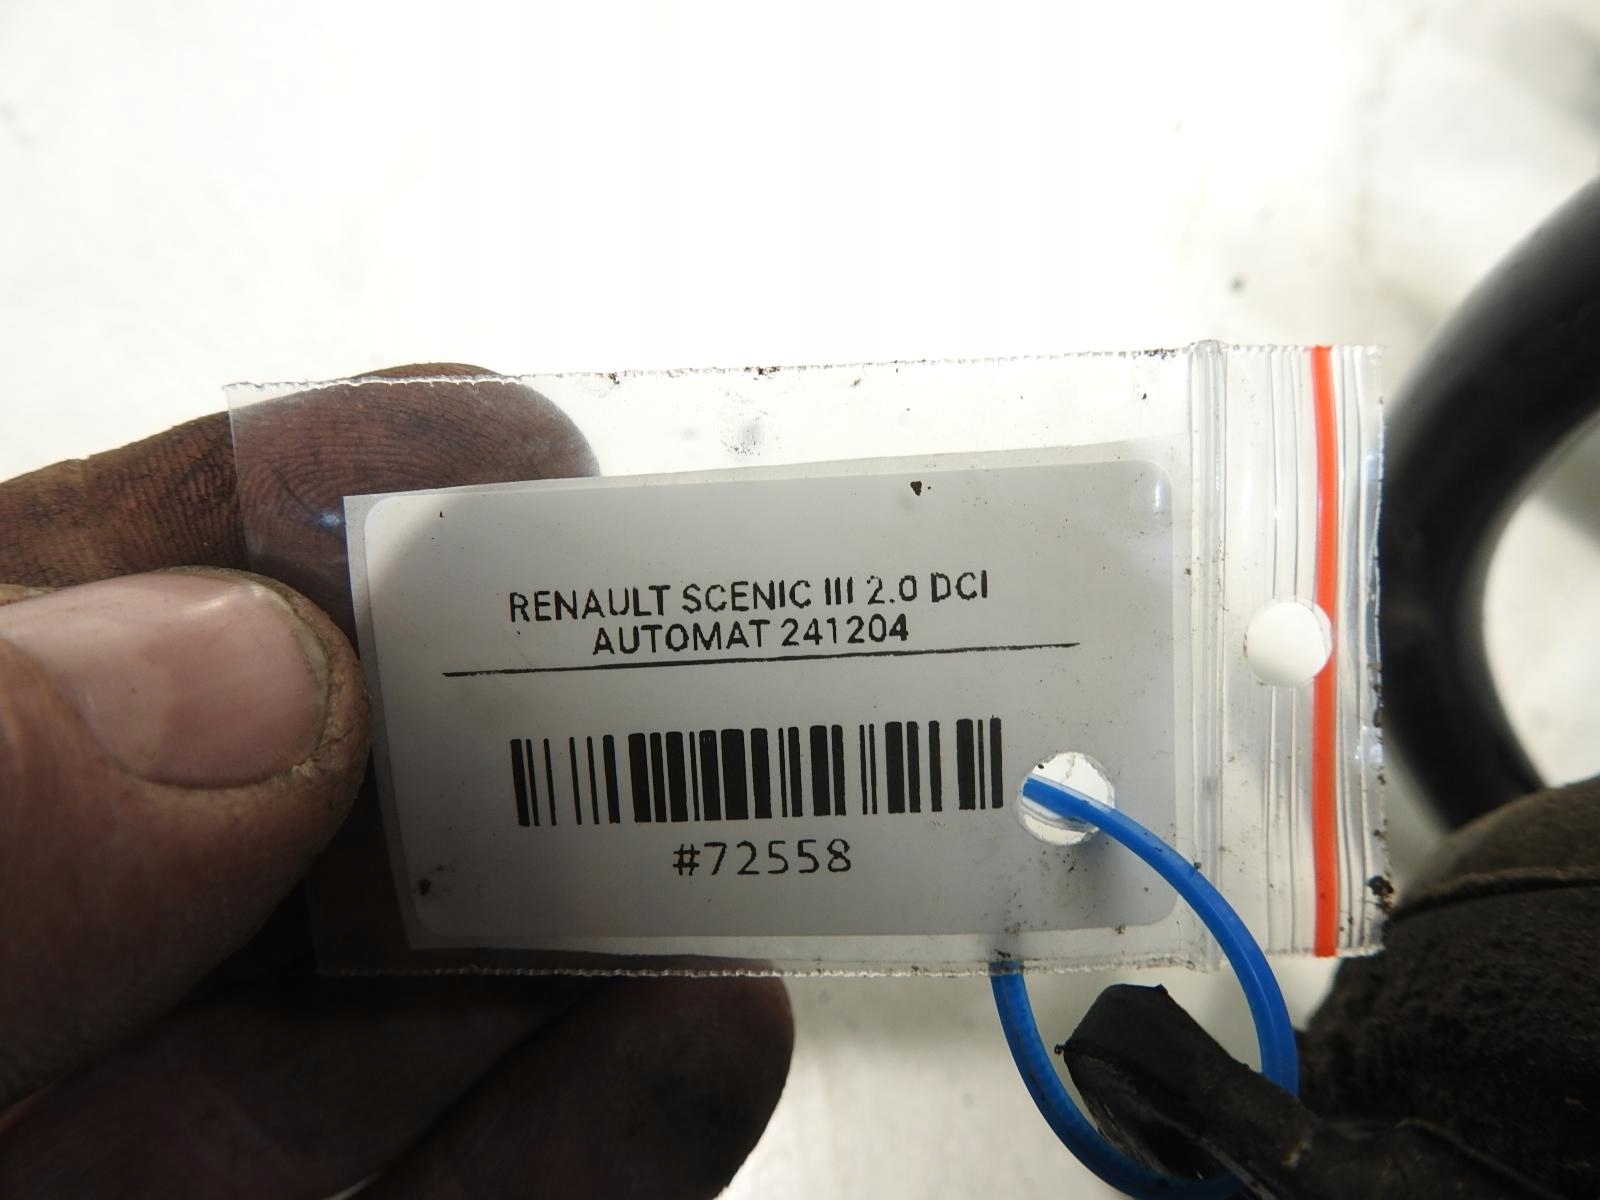 RENAULT SCENIC III 2.0 DCI
AUTOMAT 241204
#72558